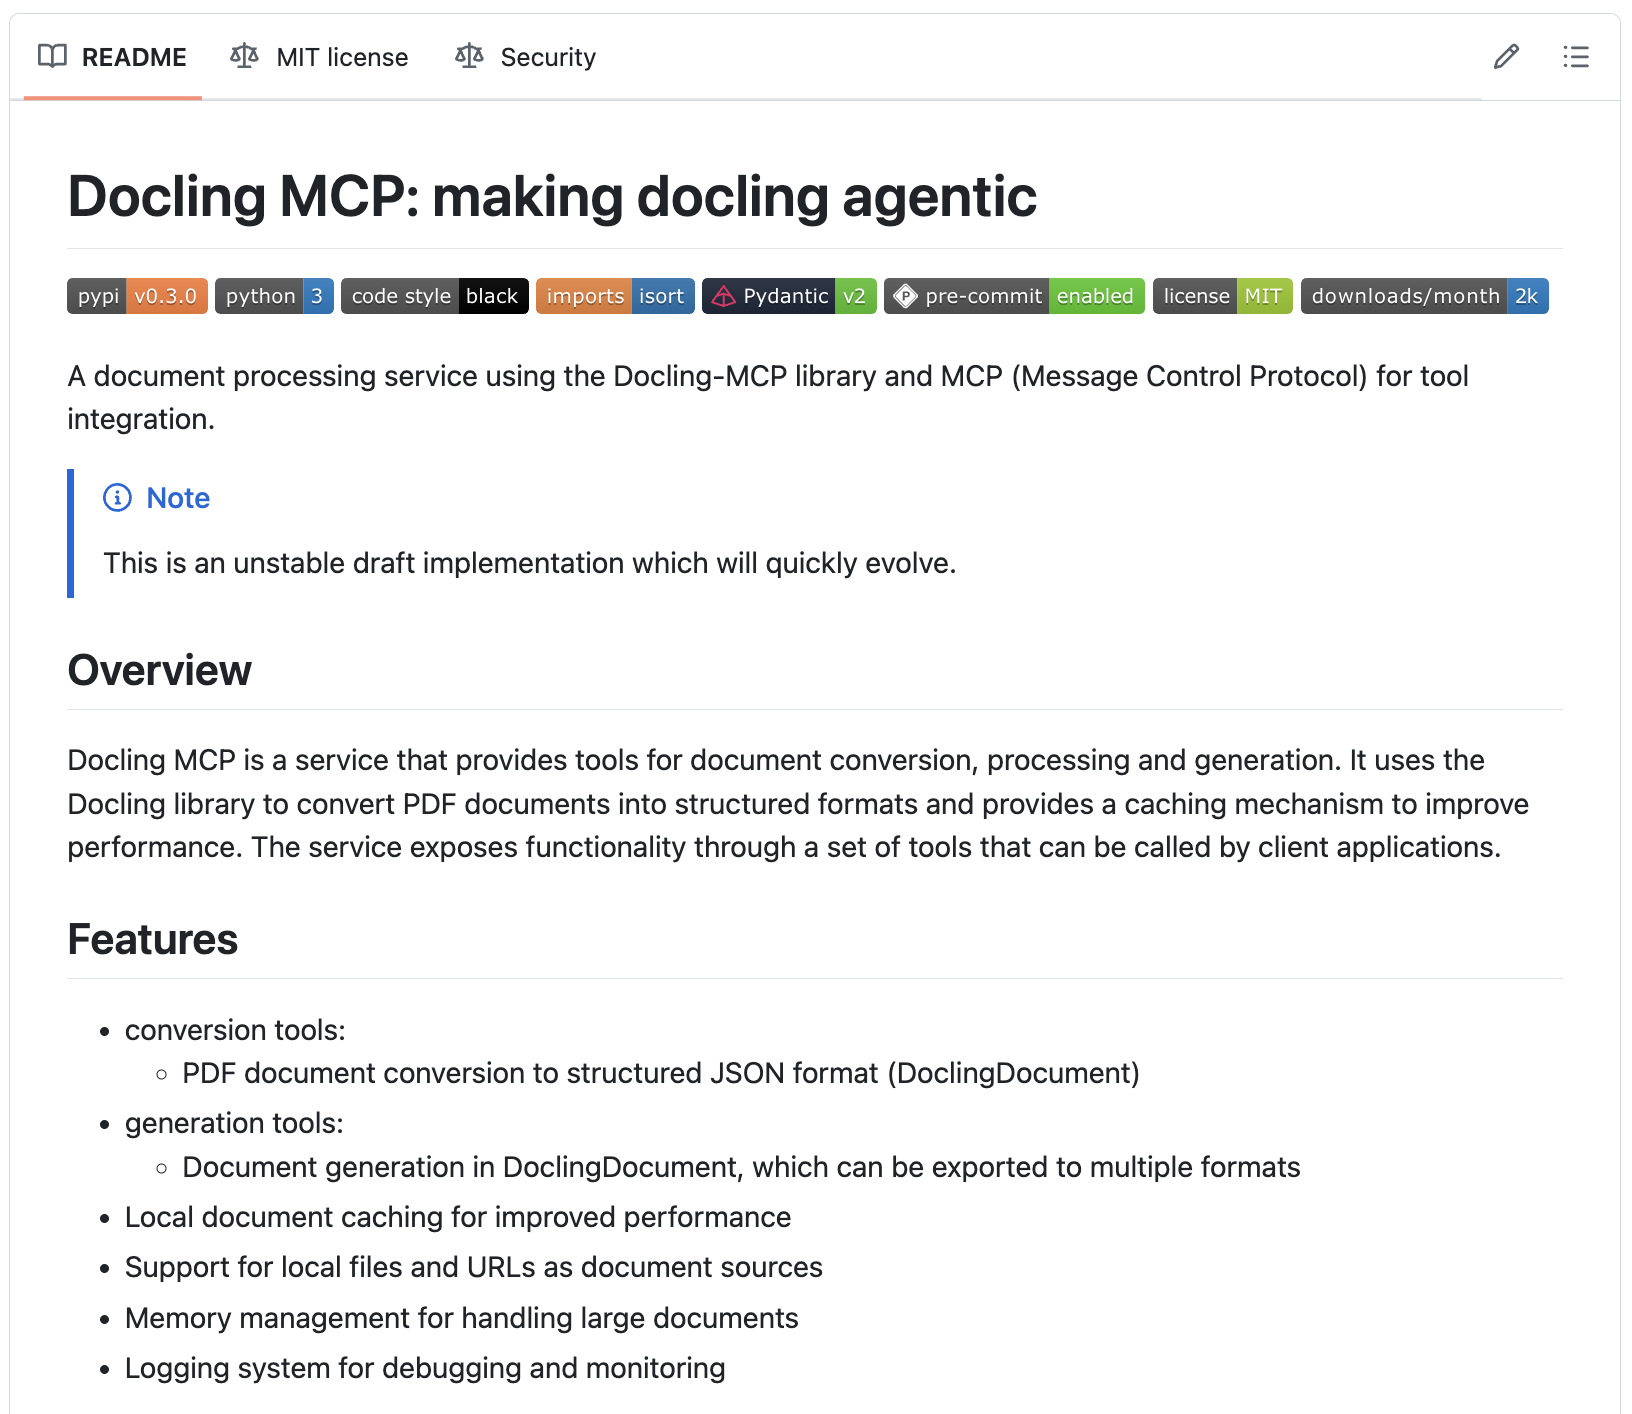 README MIT license Security
Docling MCP: making docling agentic
pypi v0.3.0 python 3 code style black imports isort Pydantic v2 pre-commit enabled license MIT downloads/month 2k
A document processing service using the Docling-MCP library and MCP (Message Control Protocol) for tool
integration.
Note
This is an unstable draft implementation which will quickly evolve.
Overview
Docling MCP is a service that provides tools for document conversion, processing and generation. It uses the
Docling library to convert PDF documents into structured formats and provides a caching mechanism to improve
performance. The service exposes functionality through a set of tools that can be called by client applications.
Features
conversion tools:
PDF document conversion to structured JSON format (DoclingDocument)
generation tools:
Document generation in DoclingDocument, which can be exported to multiple formats
Local document caching for improved performance
Support for local files and URLs as document sources
Memory management for handling large documents
Logging system for debugging and monitoring